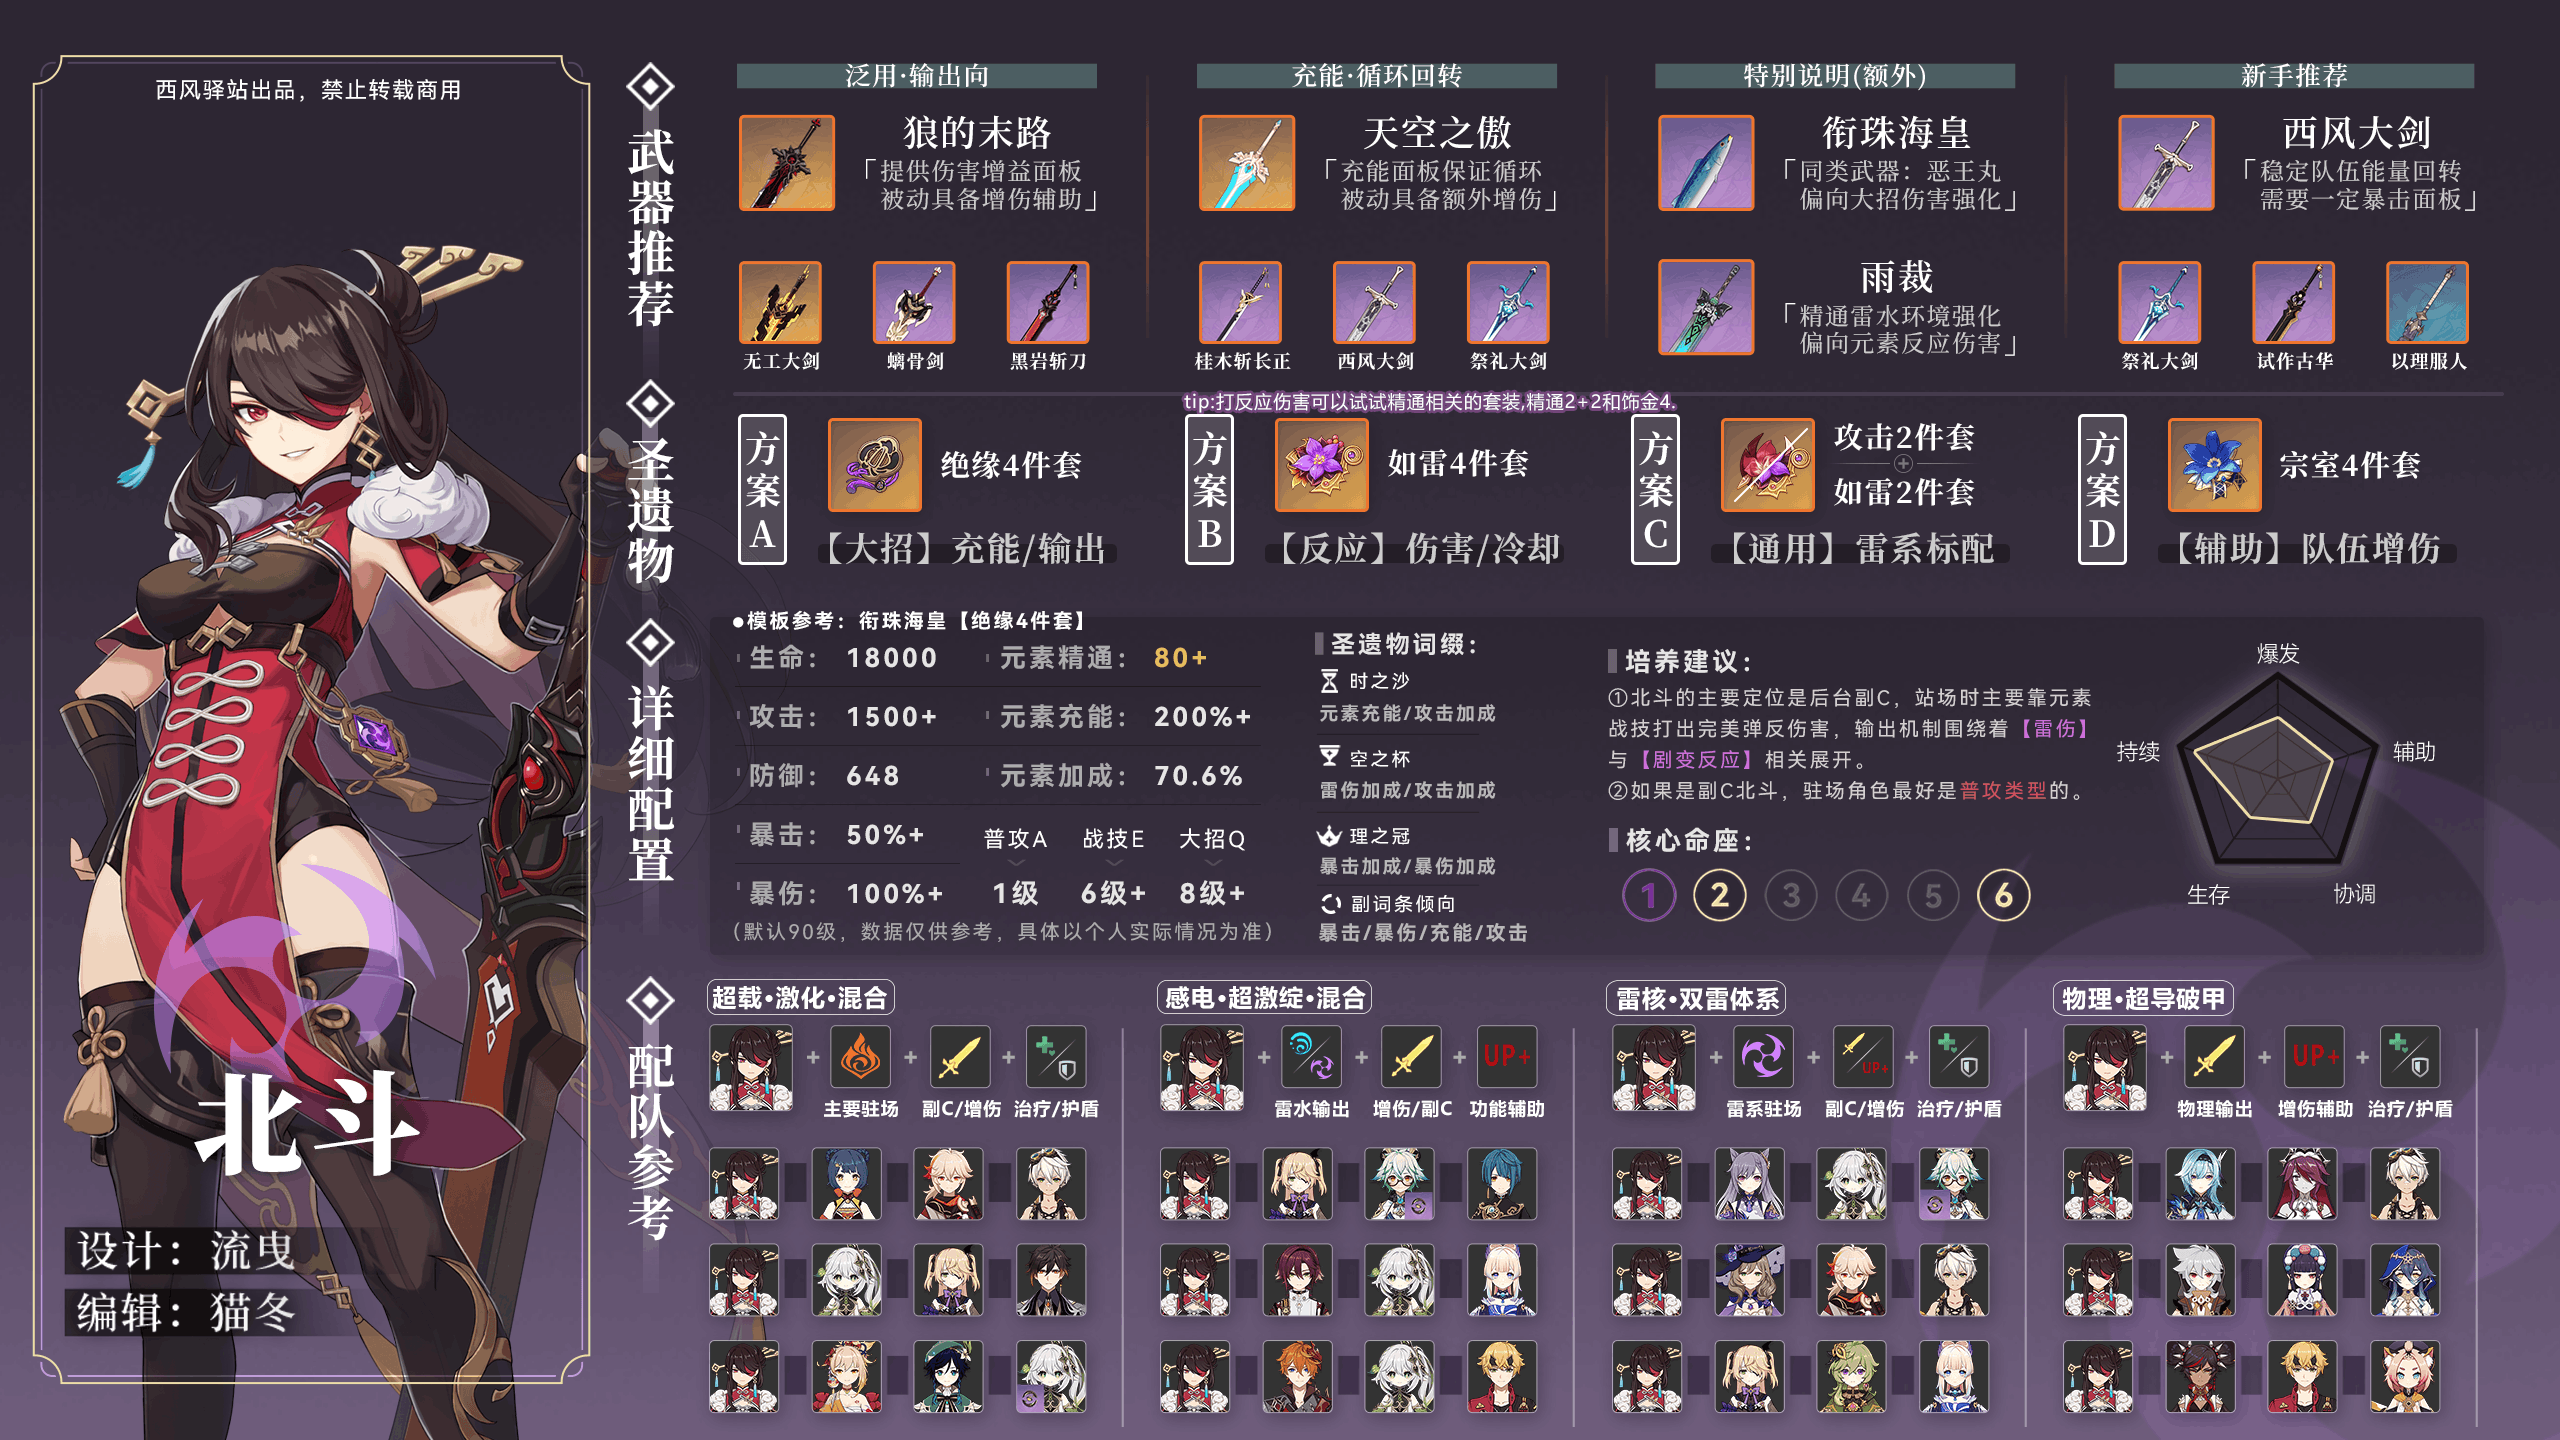 西风驿站出品，禁止转载商用
北斗
设计：流曳
编辑：猫冬
武器推荐
泛用·输出向
狼的末路
「提供伤害增益面板
被动具备增伤辅助」
无工大剑
螭骨剑
黑岩斩刀
充能·循环回转
天空之傲
「充能面板保证循环
被动具备额外增伤」
桂木斩长正
西风大剑
祭礼大剑
特别说明(额外)
衔珠海皇
「同类武器：恶王丸
偏向大招伤害强化」
雨裁
「精通雷水环境强化
偏向元素反应伤害」
新手推荐
西风大剑
「稳定队伍能量回转
需要一定暴击面板」
祭礼大剑
试作古华
以理服人
圣遗物
tip:打反应伤害可以试试精通相关的套装,精通2+2和饰金4.
方案A
绝缘4件套
【大招】充能/输出
方案B
如雷4件套
【反应】伤害/冷却
方案C
攻击2件套
如雷2件套
【通用】雷系标配
方案D
宗室4件套
【辅助】队伍增伤
详细配置
●模板参考：衔珠海皇【绝缘4件套】
生命：18000 元素精通：80+
攻击：1500+ 元素充能：200%+
防御：648 元素加成：70.6%
暴击：50%+ 普攻A 战技E 大招Q
暴伤：100%+ 1级 6级+ 8级+
(默认90级，数据仅供参考，具体以个人实际情况为准)
圣遗物词缀：
时之沙
元素充能/攻击加成
空之杯
雷伤加成/攻击加成
理之冠
暴击加成/暴伤加成
副词条倾向
暴击/暴伤/充能/攻击
培养建议：
①北斗的主要定位是后台副C，站场时主要靠元素
战技打出完美弹反伤害，输出机制围绕着【雷伤】
与【剧变反应】相关展开。
②如果是副C北斗，驻场角色最好是普攻类型的。
核心命座：
1 2 3 4 5 6
爆发
持续
辅助
生存
协调
配队参考
超载·激化·混合
+ + +
主要驻场 副C/增伤 治疗/护盾
感电·超激绽·混合
+ + + UP+
雷水输出 增伤/副C 功能辅助
雷核·双雷体系
+ + UP+ +
雷系驻场 副C/增伤 治疗/护盾
物理·超导破甲
+ + UP+ +
物理输出 增伤辅助 治疗/护盾